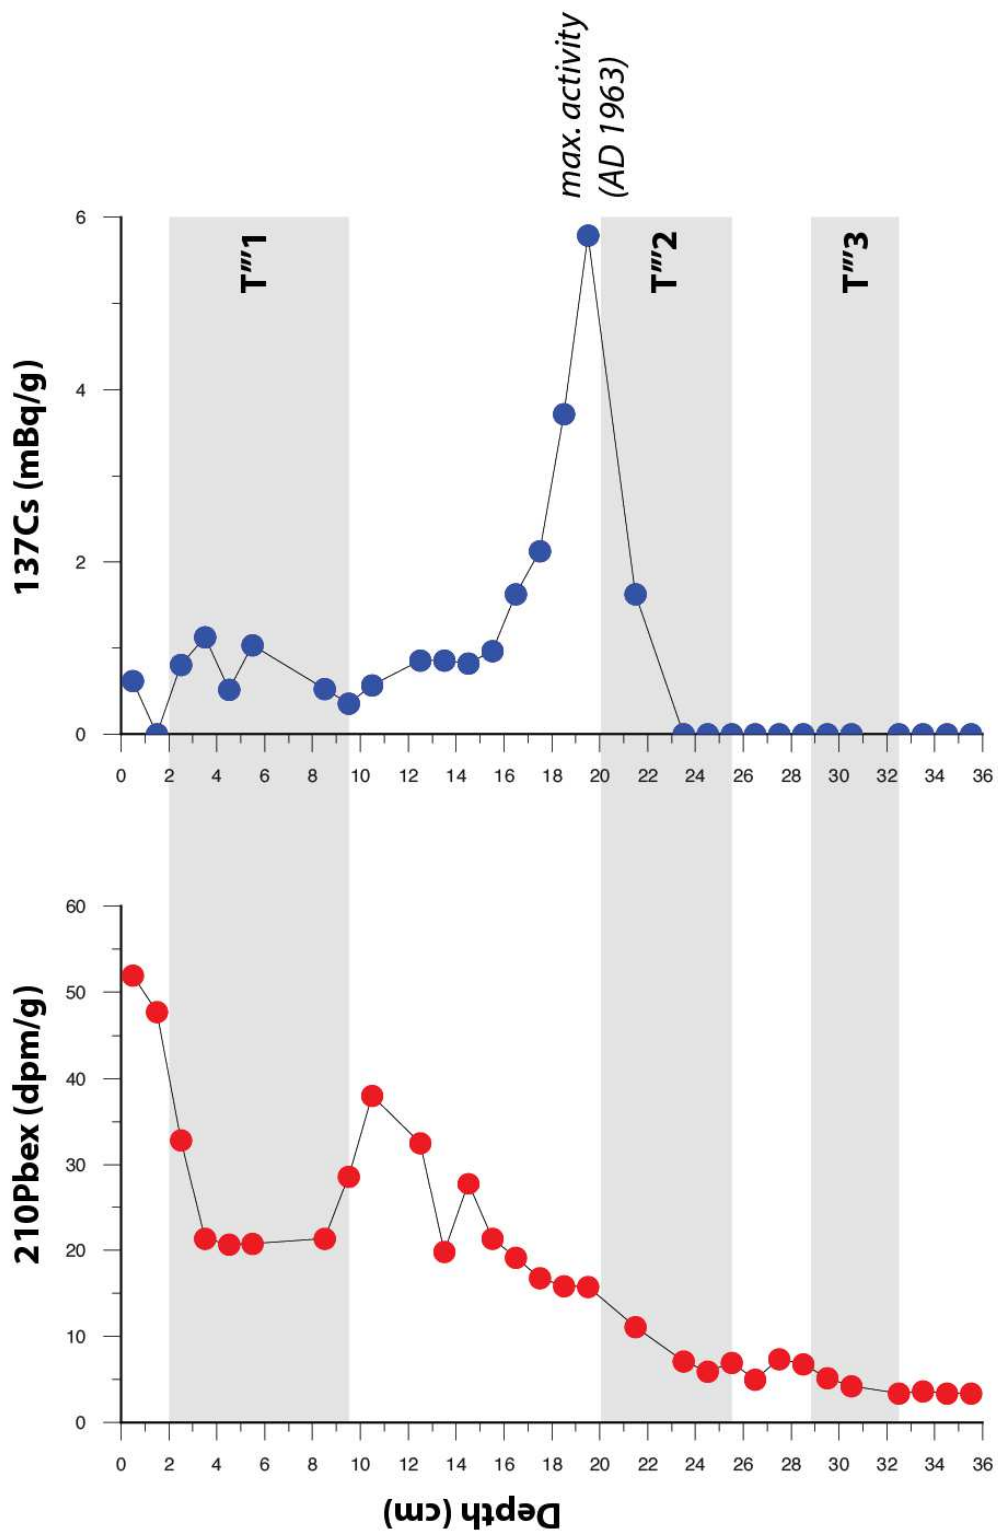 137Cs (mBq/g)
6
4
2
0
T''''1
T''''2
T''''3
max. activity
(AD 1963)
0 2 4 6 8 10 12 14 16 18 20 22 24 26 28 30 32 34 36
210Pbex (dpm/g)
60
50
40
30
20
10
0
0 2 4 6 8 10 12 14 16 18 20 22 24 26 28 30 32 34 36
Depth (cm)